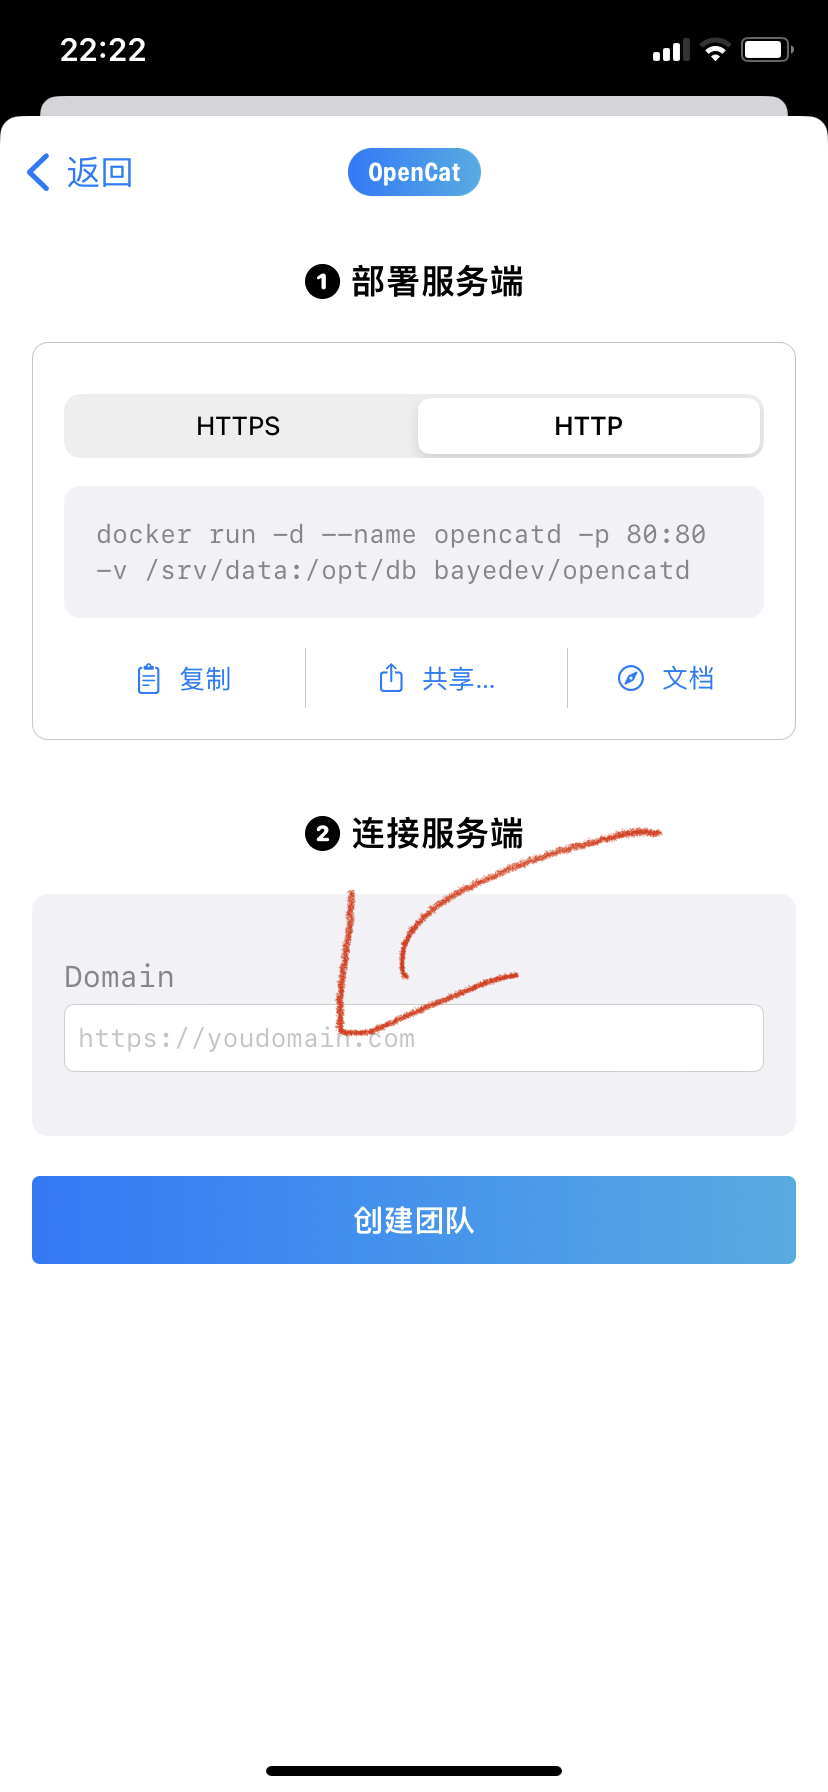 22:22
返回
OpenCat
1 部署服务端
HTTPS
HTTP
docker run -d --name opencatd -p 80:80
-v /srv/data:/opt/db bayedev/opencatd
复制
共享...
文档
2 连接服务端
Domain
https://youdomain.com
创建团队